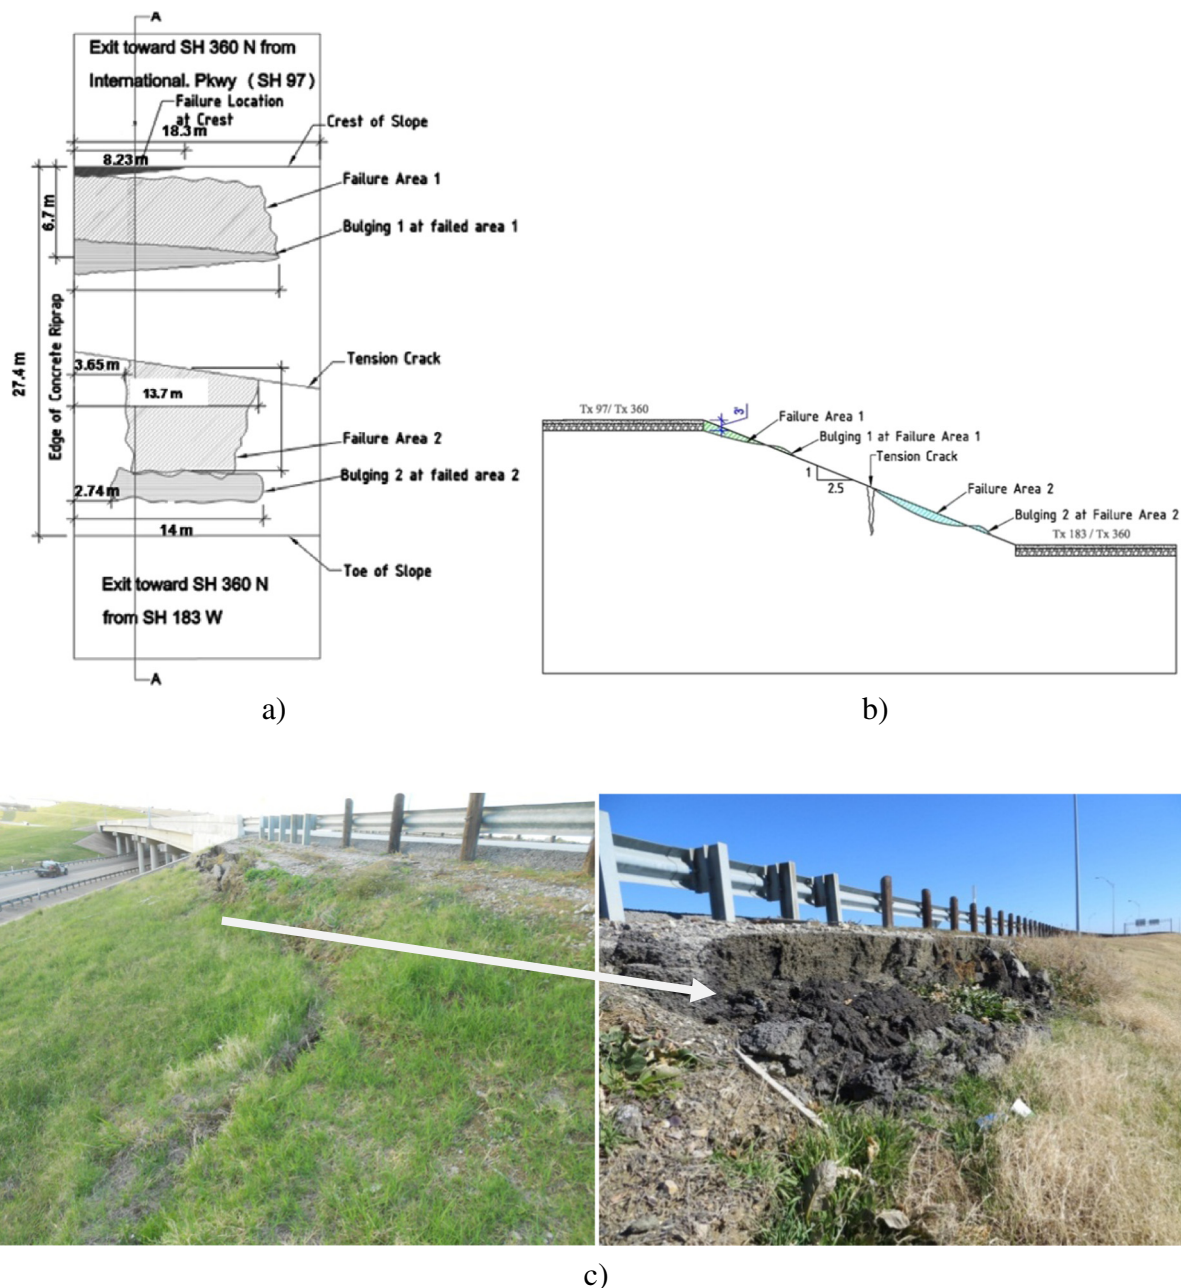 A
Exit toward SH 360 N from
International. Pkwy ( SH 97 )
Failure Location
at Crest
18.3 m
Crest of Slope
8.23 m
Failure Area 1
6.7 m
Bulging 1 at failed area 1
Edge of Concrete Riprap
27.4 m
3.65 m
Tension Crack
13.7 m
Failure Area 2
Bulging 2 at failed area 2
2.74 m
14 m
Toe of Slope
Exit toward SH 360 N
from SH 183 W
A
a)
Tx 97/ Tx 360
3'
Failure Area 1
Bulging 1 at Failure Area 1
Tension Crack
1
2.5
Failure Area 2
Bulging 2 at Failure Area 2
Tx 183 / Tx 360
b)
c)